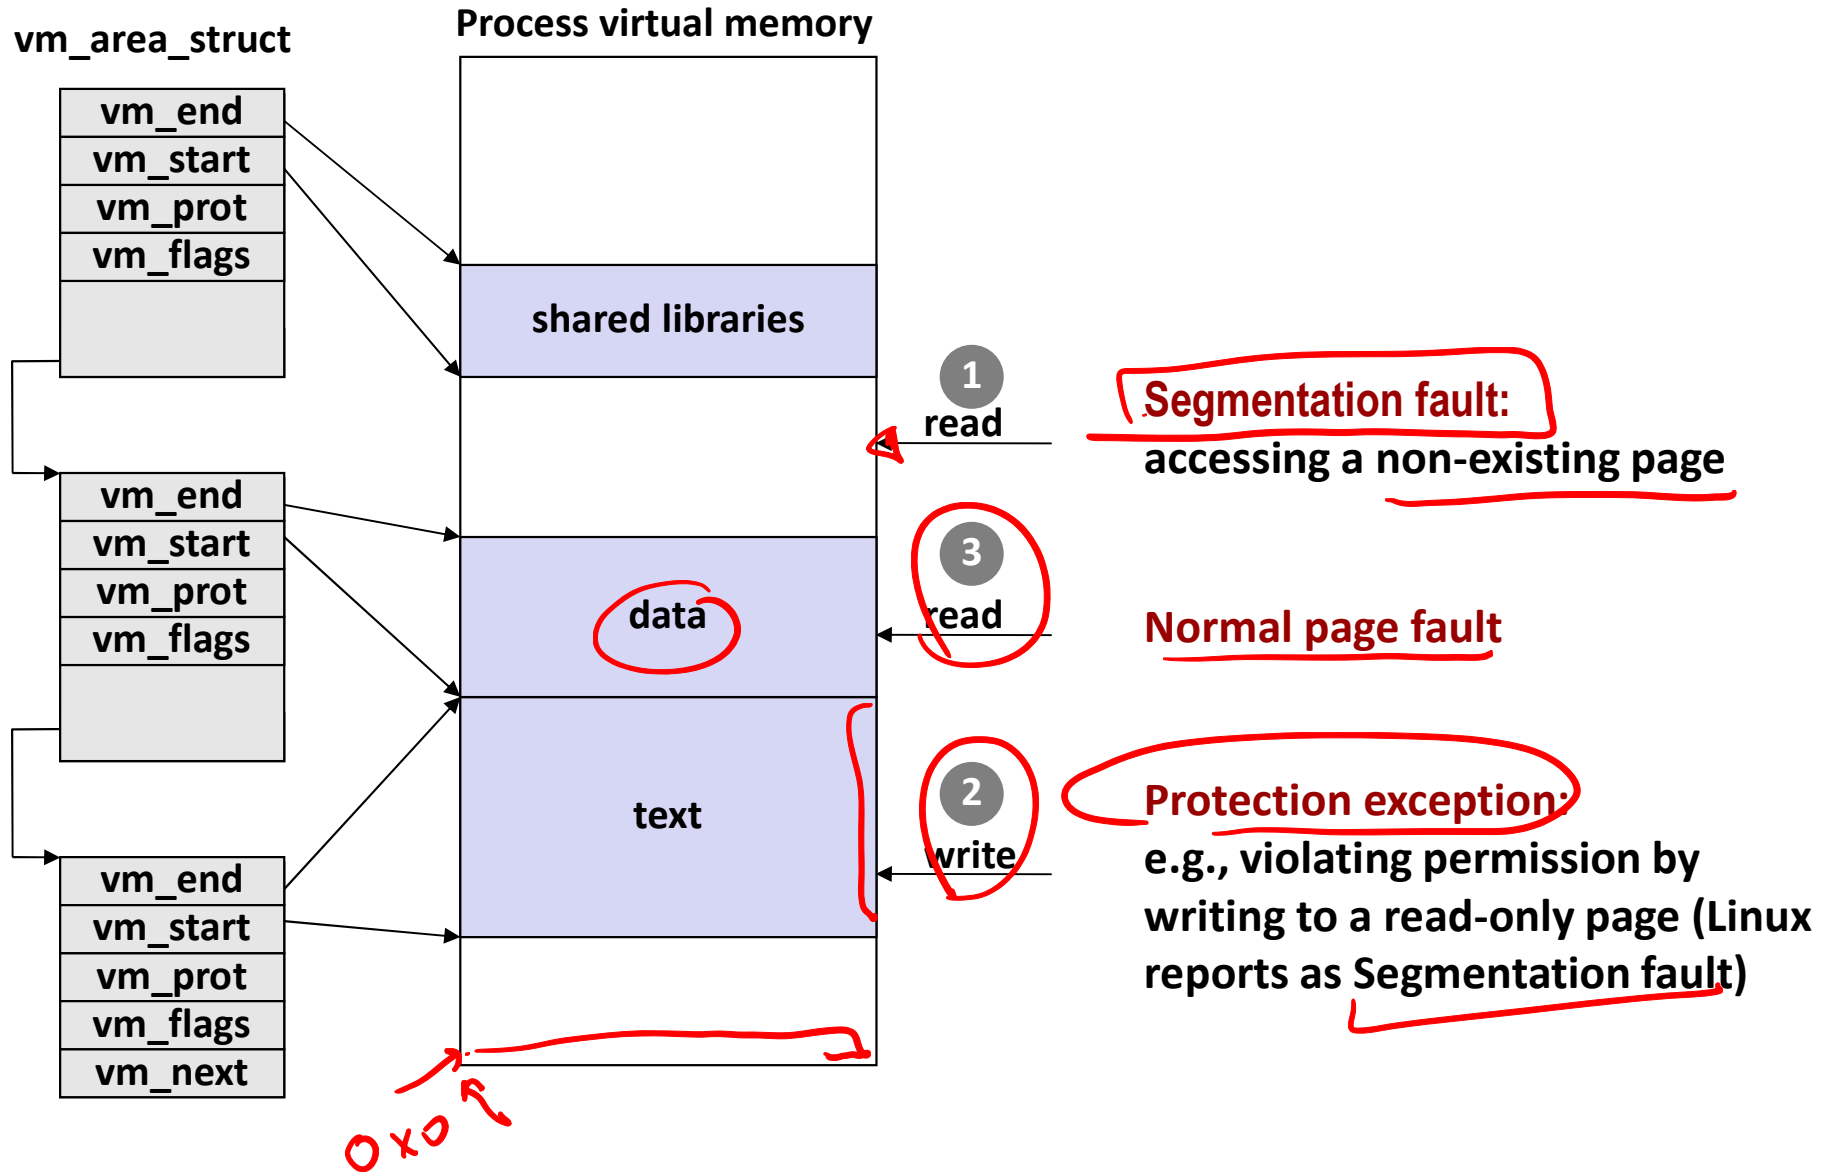 Process virtual memory
vm_area_struct
vm_end
vm_start
vm_prot
vm_flags
shared libraries
1
read
Segmentation fault:
accessing a non-existing page
vm_end
vm_start
vm_prot
vm_flags
data
3
read
Normal page fault
text
2
write
Protection exception:
e.g., violating permission by
writing to a read-only page (Linux
reports as Segmentation fault)
vm_end
vm_start
vm_prot
vm_flags
vm_next
0x0